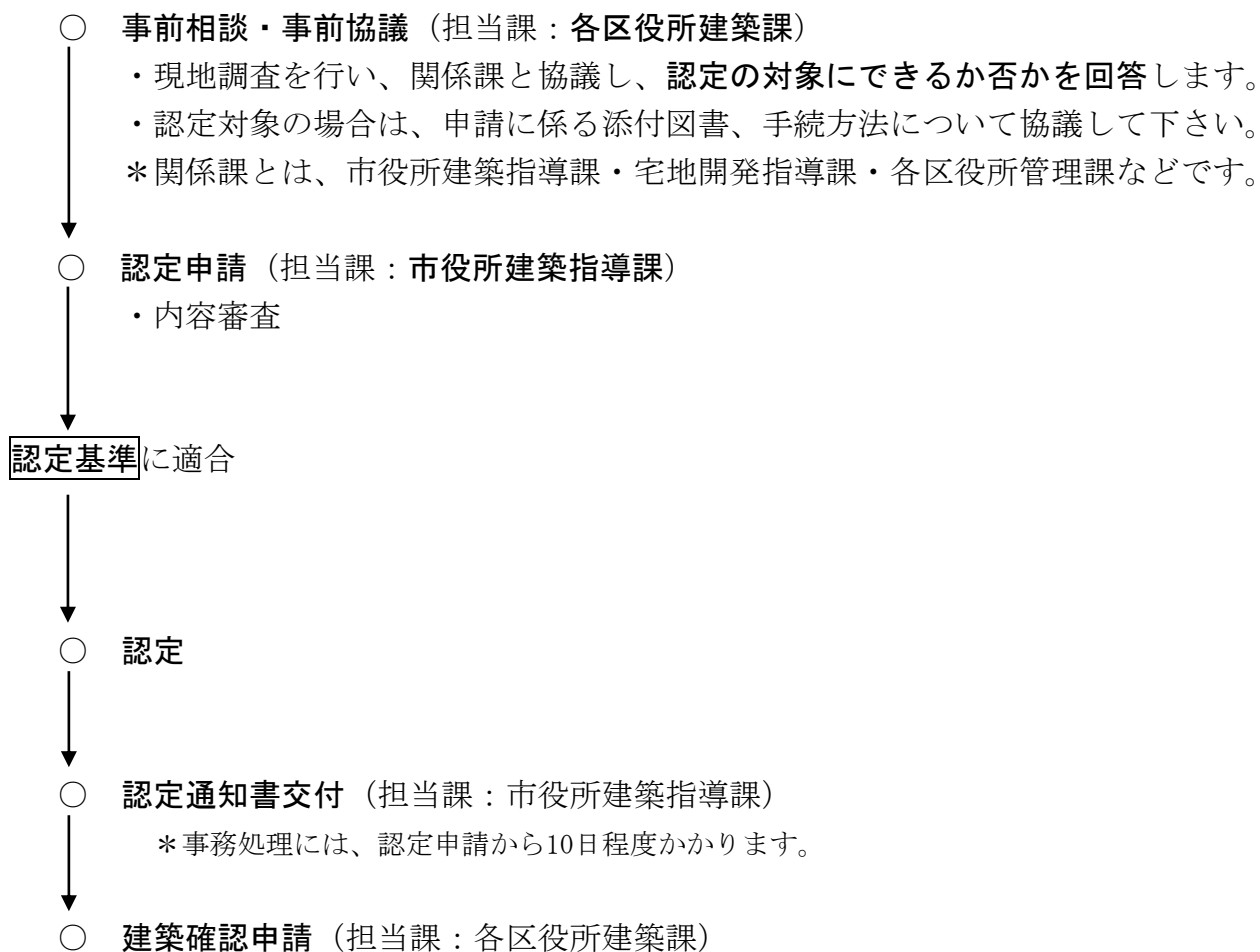 ○ 事前相談・事前協議（担当課：各区役所建築課）
・現地調査を行い、関係課と協議し、認定の対象にできるか否かを回答します。
・認定対象の場合は、申請に係る添付図書、手続方法について協議して下さい。
＊関係課とは、市役所建築指導課・宅地開発指導課・各区役所管理課などです。
○ 認定申請（担当課：市役所建築指導課）
・内容審査
認定基準に適合
○ 認定
○ 認定通知書交付（担当課：市役所建築指導課）
＊事務処理には、認定申請から10日程度かかります。
○ 建築確認申請（担当課：各区役所建築課）